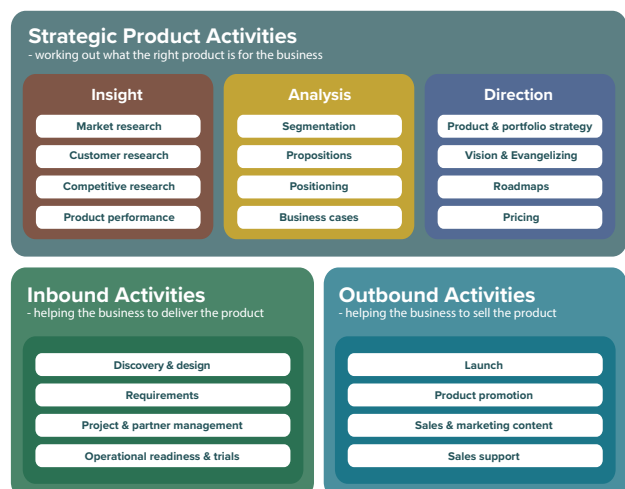 Strategic Product Activities
- working out what the right product is for the business
Insight
Market research
Customer research
Competitive research
Product performance
Analysis
Segmentation
Propositions
Positioning
Business cases
Direction
Product & portfolio strategy
Vision & Evangelizing
Roadmaps
Pricing
Inbound Activities
- helping the business to deliver the product
Discovery & design
Requirements
Project & partner management
Operational readiness & trials
Outbound Activities
- helping the business to sell the product
Launch
Product promotion
Sales & marketing content
Sales support